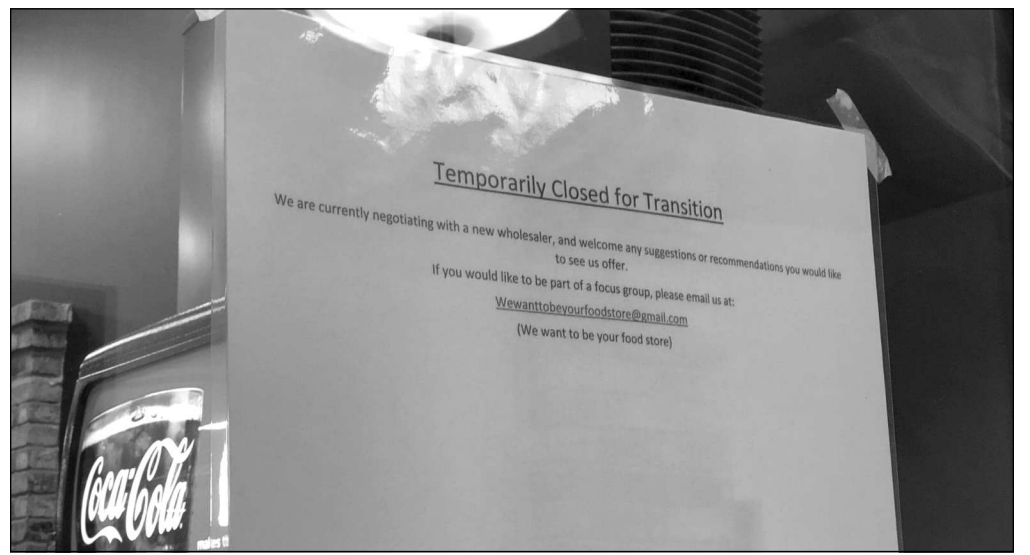 Temporarily Closed for Transition
We are currently negotiating with a new wholesaler, and welcome any suggestions or recommendations you would like
to see us offer.
If you would like to be part of a focus group, please email us at:
Wewanttobeyourfoodstore@gmail.com
(We want to be your food store)
Coca-Cola
makes th